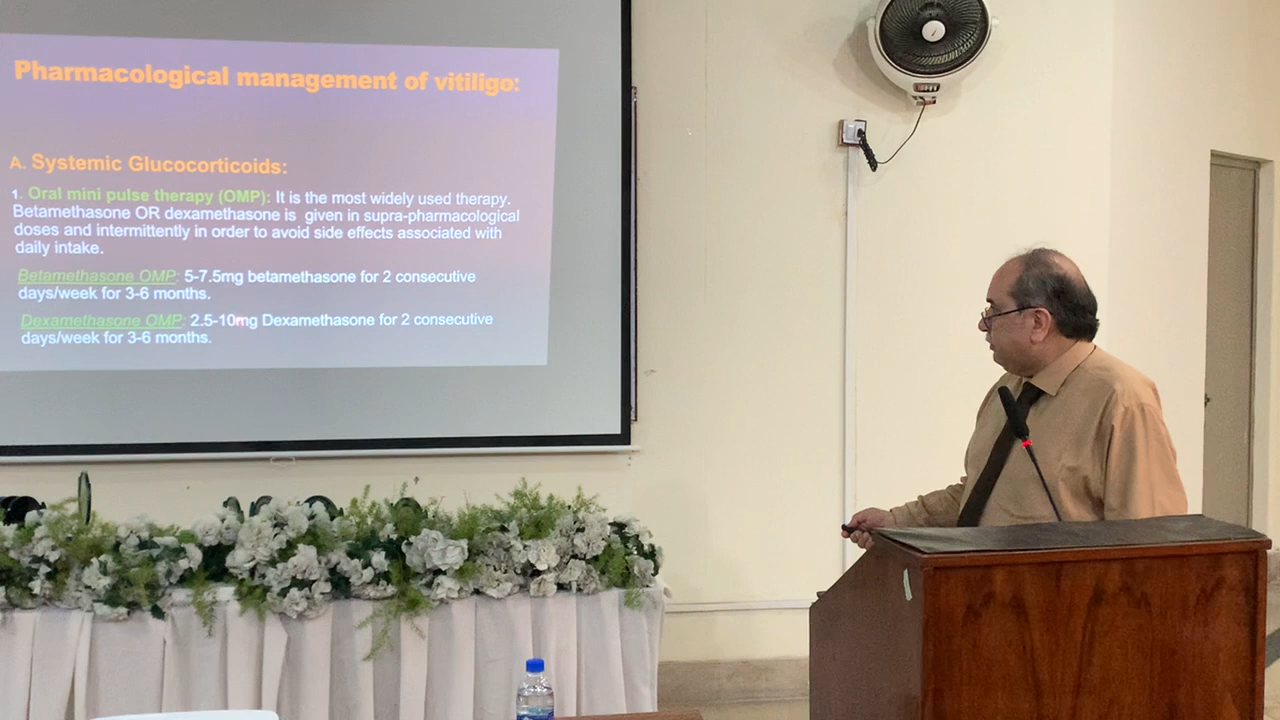 Pharmacological management of vitiligo:
A. Systemic Glucocorticoids:
1. Oral mini pulse therapy (OMP): It is the most widely used therapy.
Betamethasone OR dexamethasone is given in supra-pharmacological
doses and intermittently in order to avoid side effects associated with
daily intake.
Betamethasone OMP: 5-7.5mg betamethasone for 2 consecutive
days/week for 3-6 months.
Dexamethasone OMP: 2.5-10mg Dexamethasone for 2 consecutive
days/week for 3-6 months.